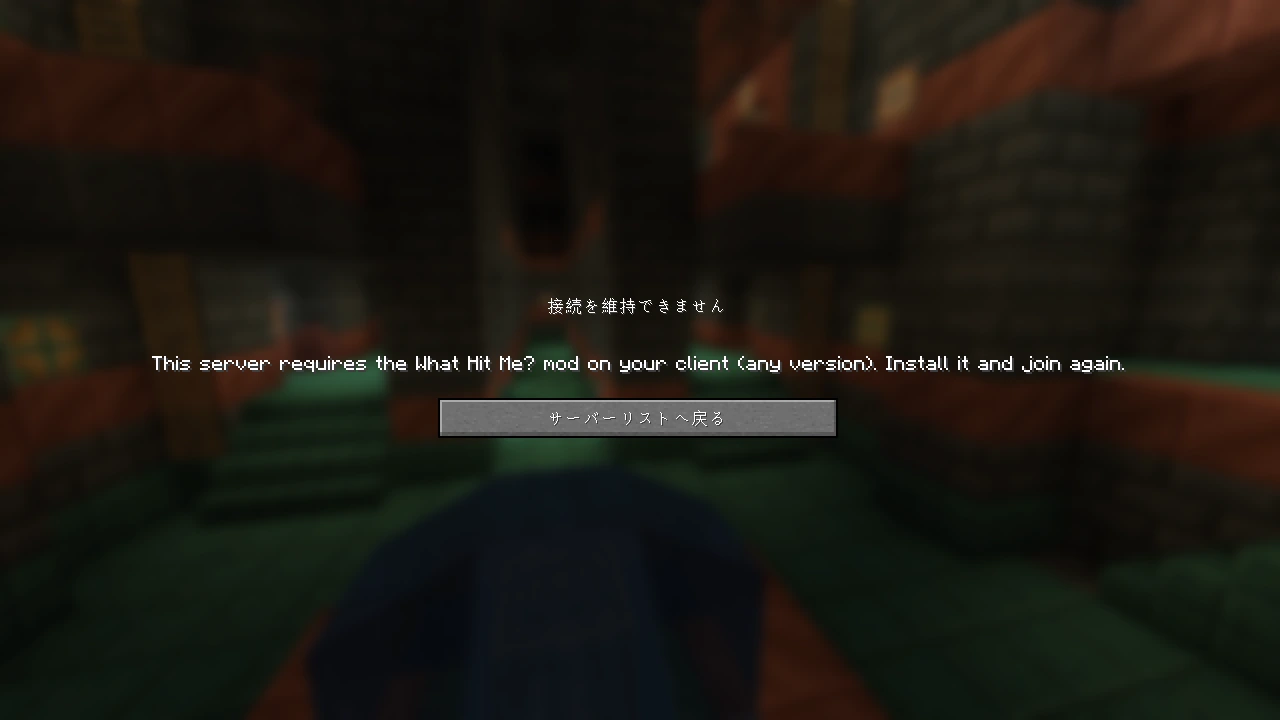 接続を維持できません
This server requires the What Hit Me? mod on your client (any version). Install it and join again.
サーバーリストへ戻る